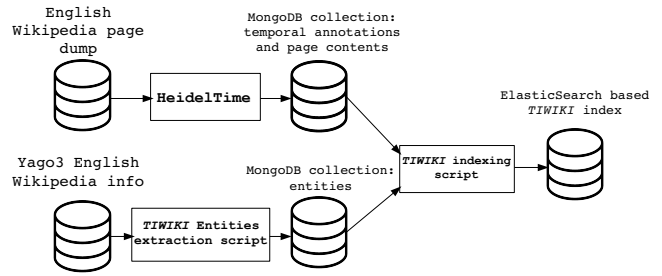 English
Wikipedia page
dump
MongoDB collection:
temporal annotations
and page contents
HeidelTime
ElasticSearch based
TIWIKI index
TIWIKI indexing
script
Yago3 English
Wikipedia info
MongoDB collection:
entities
TIWIKI Entities
extraction script